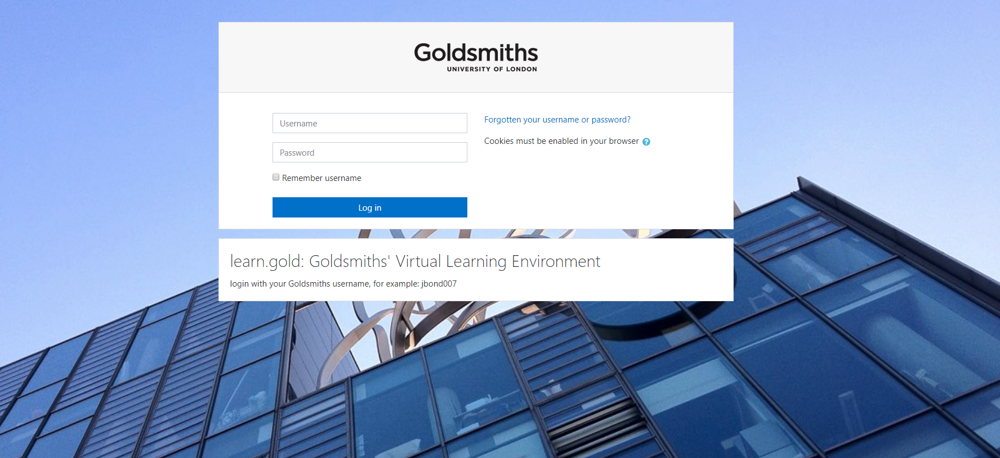 Goldsmiths
UNIVERSITY OF LONDON
Username
Password
Remember username
Log in
Forgotten your username or password?
Cookies must be enabled in your browser ?
learn.gold: Goldsmiths' Virtual Learning Environment
login with your Goldsmiths username, for example: jbond007